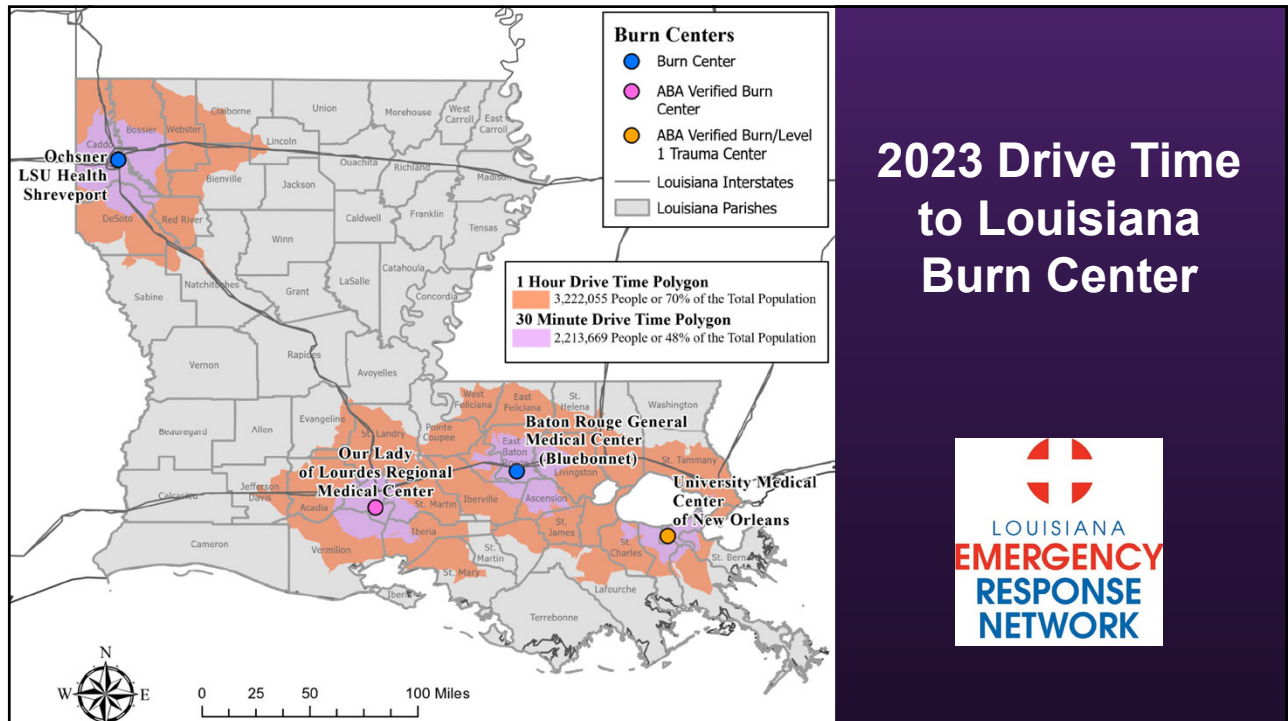 Burn Centers
Burn Center
ABA Verified Burn
Center
ABA Verified Burn/Level
1 Trauma Center
Louisiana Interstates
Louisiana Parishes
1 Hour Drive Time Polygon
3,222,055 People or 70% of the Total Population
30 Minute Drive Time Polygon
2,213,669 People or 48% of the Total Population
Claiborne
Union
Morehouse
West
Carroll
East
Carroll
Bossier
Webster
Caddo
Lincoln
Ouachita
Richland
Madison
Ochsner
LSU Health
Shreveport
Bienville
Jackson
DeSoto
Red River
Caldwell
Franklin
Tensas
Winn
Natchitoches
Sabine
Grant
LaSalle
Catahoula
Concordia
Vernon
Rapides
Avoyelles
Beauregard
Allen
Evangeline
St. Landry
Pointe
Coupee
West
Feliciana
East
Feliciana
St.
Helena
Washington
Baton Rouge General
Medical Center
(Bluebonnet)
East
Baton
Rouge
Livingston
St. Tammany
Our Lady
of Lourdes Regional
Medical Center
University Medical
Center
of New Orleans
Calcasieu
Jefferson
Davis
Acadia
St. Martin
Iberville
Ascension
Cameron
Vermilion
Iberia
St.
James
St.
Charles
St. Bernard
St.
Martin
St. Mary
Iberia
Lafourche
Terrebonne
N
W
E
S
0 25 50 100 Miles
2023 Drive Time
to Louisiana
Burn Center
LOUISIANA
EMERGENCY
RESPONSE
NETWORK